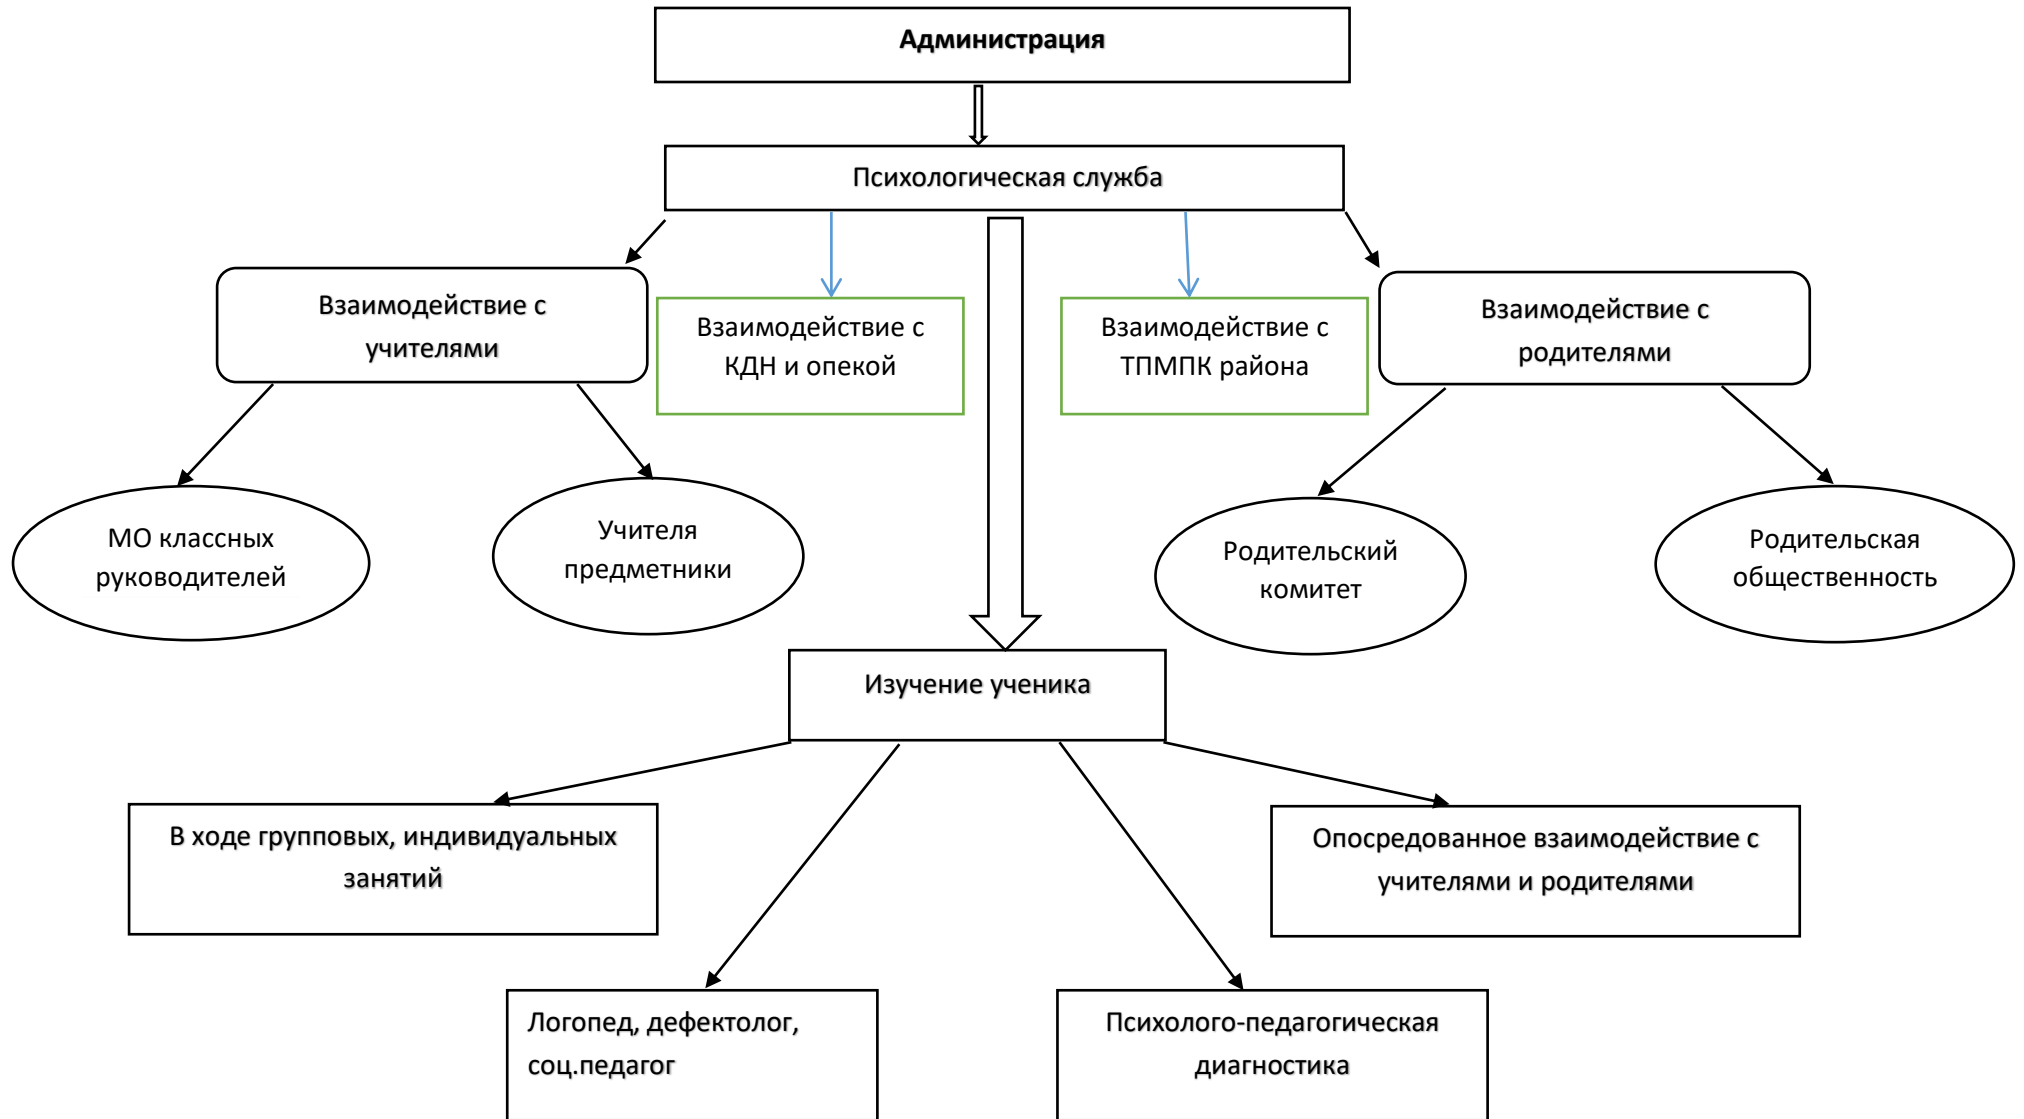 Администрация
Психологическая служба
Взаимодействие с
учителями
Взаимодействие с
КДН и опекой
Взаимодействие с
ТПМПК района
Взаимодействие с
родителями
МО классных
руководителей
Учителя
предметники
Родительский
комитет
Родительская
общественность
Изучение ученика
В ходе групповых, индивидуальных
занятий
Опосредованное взаимодействие с
учителями и родителями
Логопед, дефектолог,
соц.педагог
Психолого-педагогическая
диагностика